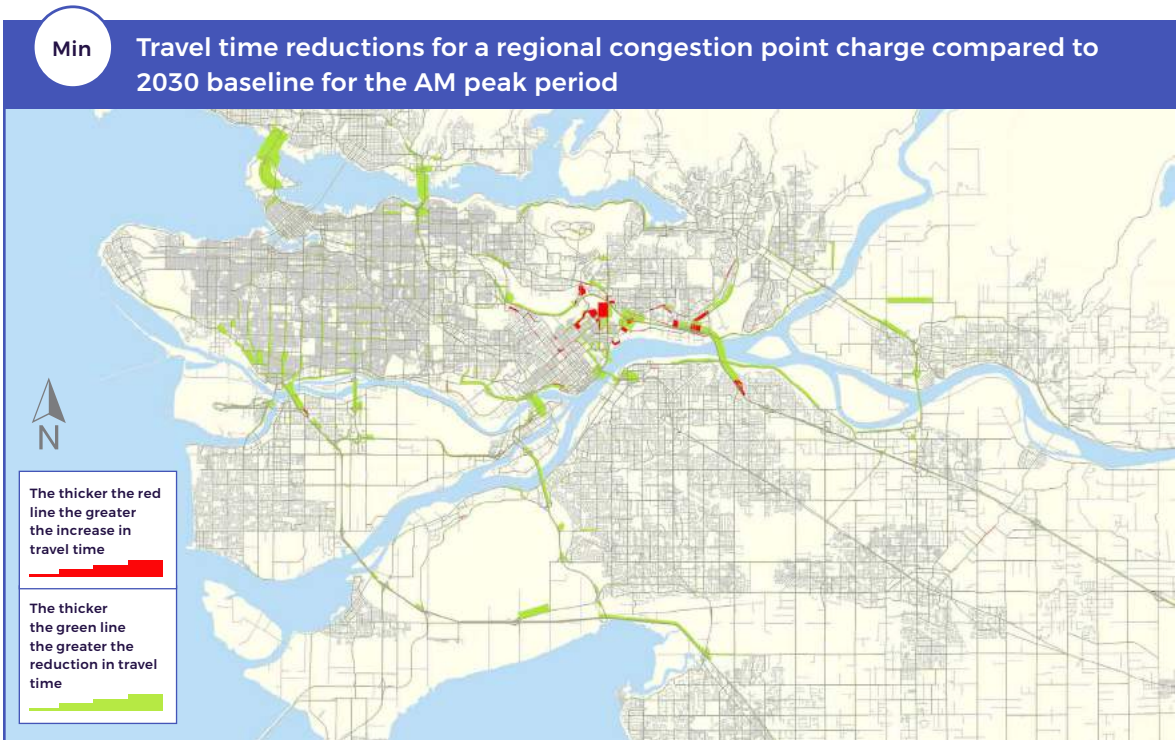 Min
Travel time reductions for a regional congestion point charge compared to
2030 baseline for the AM peak period
N
The thicker the red
line the greater
the increase in
travel time
The thicker
the green line
the greater the
reduction in travel
time